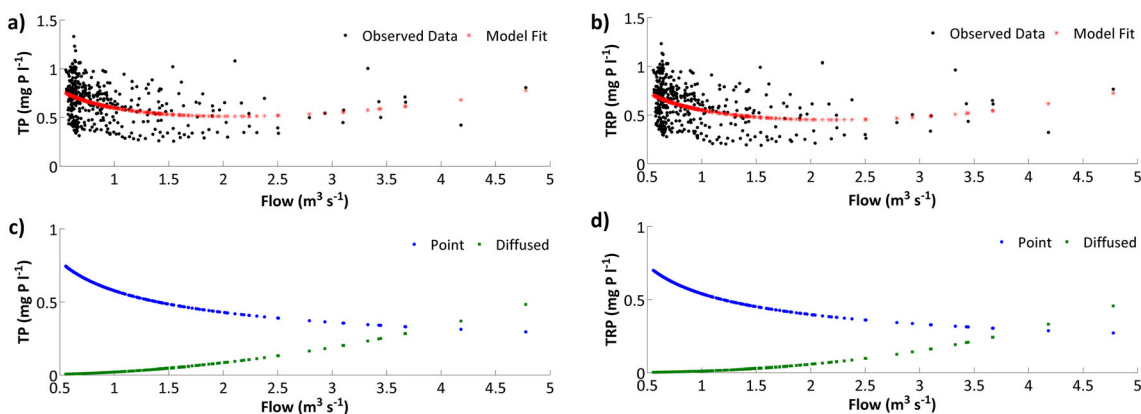 a)
1.5
1
0.5
0
TP (mg P l⁻¹)
Observed Data
Model Fit
0.5 1 1.5 2 2.5 3 3.5 4 4.5 5
Flow (m³ s⁻¹)
b)
1.5
1
0.5
0
TRP (mg P l⁻¹)
Observed Data
Model Fit
0.5 1 1.5 2 2.5 3 3.5 4 4.5 5
Flow (m³ s⁻¹)
c)
1
0.5
0
TP (mg P l⁻¹)
Point
Diffused
0.5 1 1.5 2 2.5 3 3.5 4 4.5 5
Flow (m³ s⁻¹)
d)
1
0.5
0
TRP (mg P l⁻¹)
Point
Diffused
0.5 1 1.5 2 2.5 3 3.5 4 4.5 5
Flow (m³ s⁻¹)